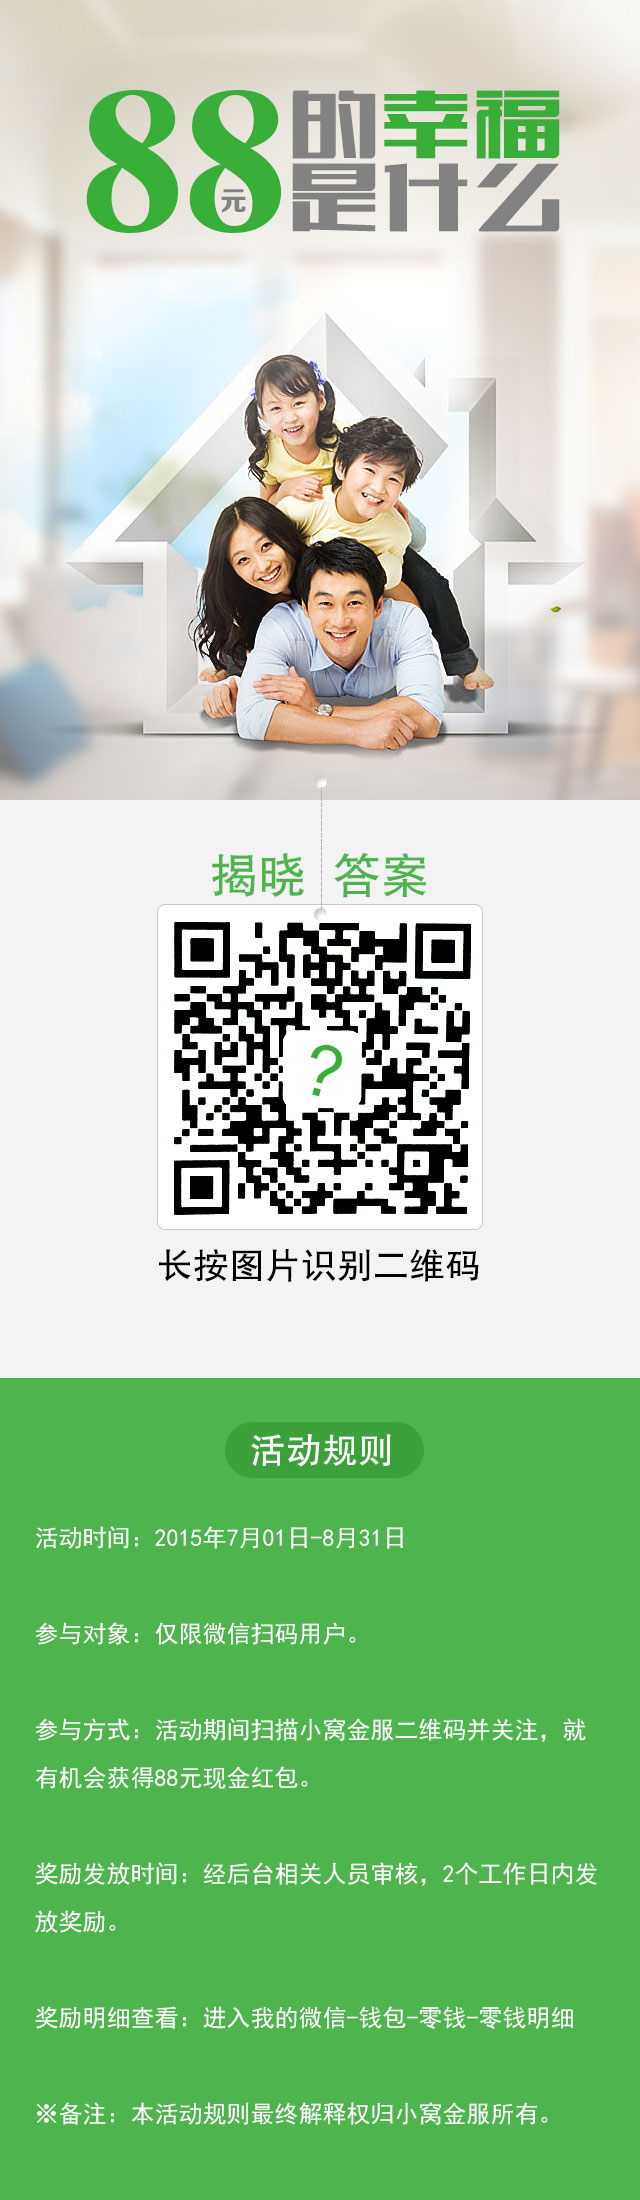 88元的幸福
是什么
揭晓 答案
?
长按图片识别二维码
活动规则
活动时间：2015年7月01日-8月31日
参与对象：仅限微信扫码用户。
参与方式：活动期间扫描小窝金服二维码并关注，就
有机会获得88元现金红包。
奖励发放时间：经后台相关人员审核，2个工作日内发
放奖励。
奖励明细查看：进入我的微信-钱包-零钱-零钱明细
※备注：本活动规则最终解释权归小窝金服所有。